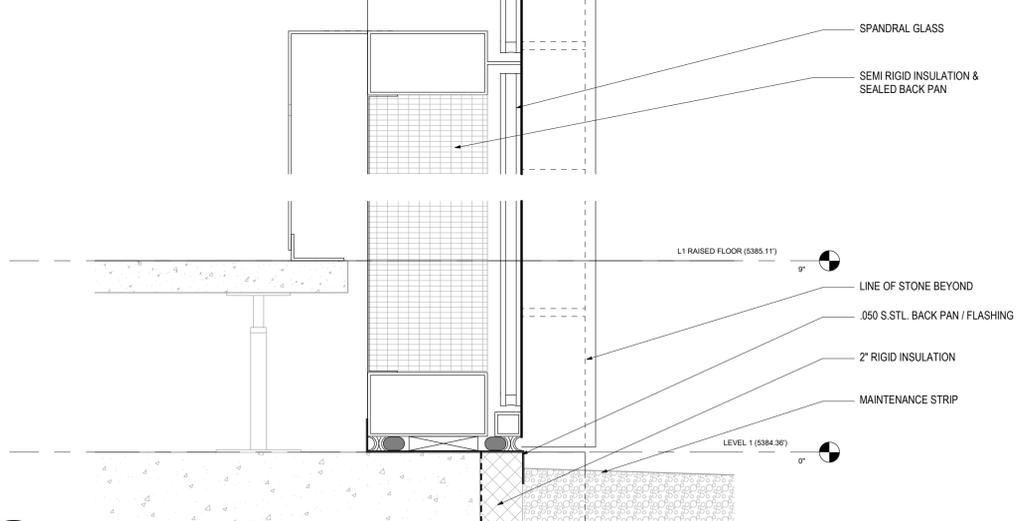 SPANDRAL GLASS
SEMI RIGID INSULATION &
SEALED BACK PAN
L1 RAISED FLOOR (5385.11')
9"
LINE OF STONE BEYOND
.050 S.STL. BACK PAN / FLASHING
2" RIGID INSULATION
MAINTENANCE STRIP
LEVEL 1 (5384.36')
0"